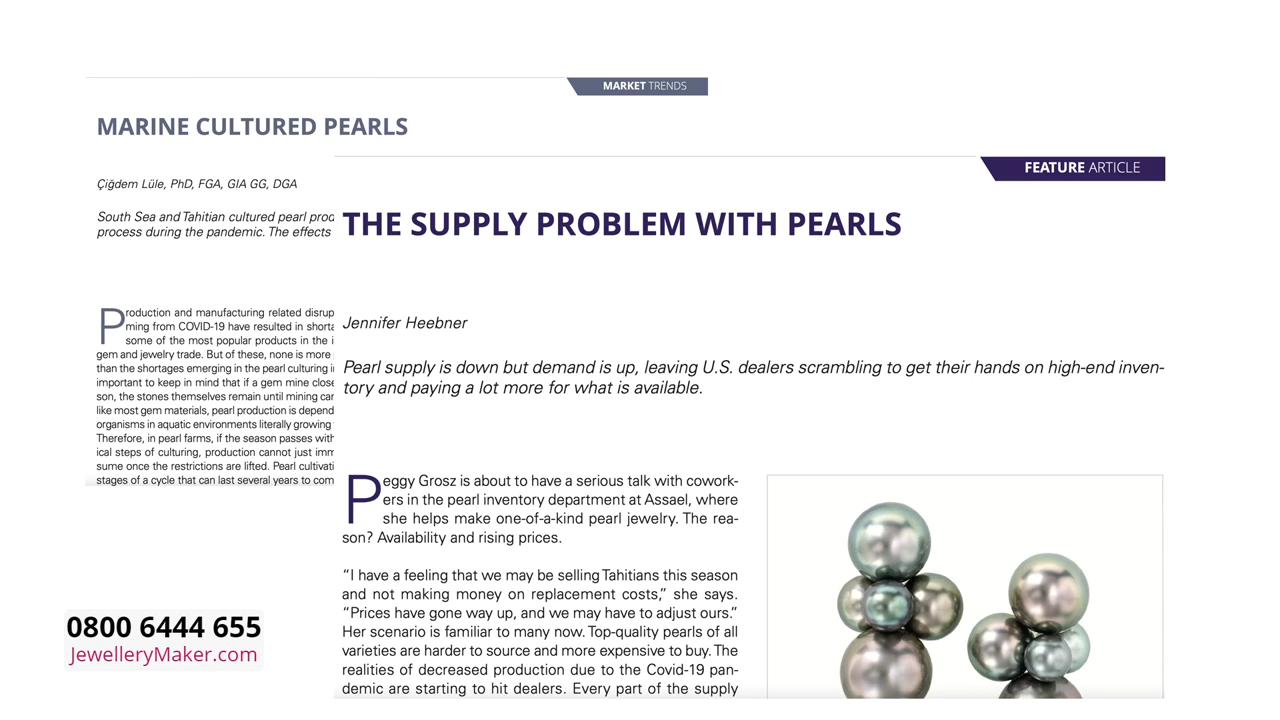 MARKET TRENDS
MARINE CULTURED PEARLS
Çiğdem Lüle, PhD, FGA, GIA GG, DGA
South Sea and Tahitian cultured pearl prod
process during the pandemic. The effects
Production and manufacturing related disrup
ming from COVID-19 have resulted in shorta
some of the most popular products in the i
gem and jewelry trade. But of these, none is more
than the shortages emerging in the pearl culturing i
important to keep in mind that if a gem mine close
son, the stones themselves remain until mining can
like most gem materials, pearl production is depend
organisms in aquatic environments literally growing
Therefore, in pearl farms, if the season passes with
ical steps of culturing, production cannot just imm
sume once the restrictions are lifted. Pearl cultivati
stages of a cycle that can last several years to com
FEATURE ARTICLE
THE SUPPLY PROBLEM WITH PEARLS
Jennifer Heebner
Pearl supply is down but demand is up, leaving U.S. dealers scrambling to get their hands on high-end inven-
tory and paying a lot more for what is available.
Peggy Grosz is about to have a serious talk with cowork-
ers in the pearl inventory department at Assael, where
she helps make one-of-a-kind pearl jewelry. The rea-
son? Availability and rising prices.
“I have a feeling that we may be selling Tahitians this season
and not making money on replacement costs,” she says.
“Prices have gone way up, and we may have to adjust ours.”
Her scenario is familiar to many now. Top-quality pearls of all
varieties are harder to source and more expensive to buy. The
realities of decreased production due to the Covid-19 pan-
demic are starting to hit dealers. Every part of the supply
0800 6444 655
JewelleryMaker.com